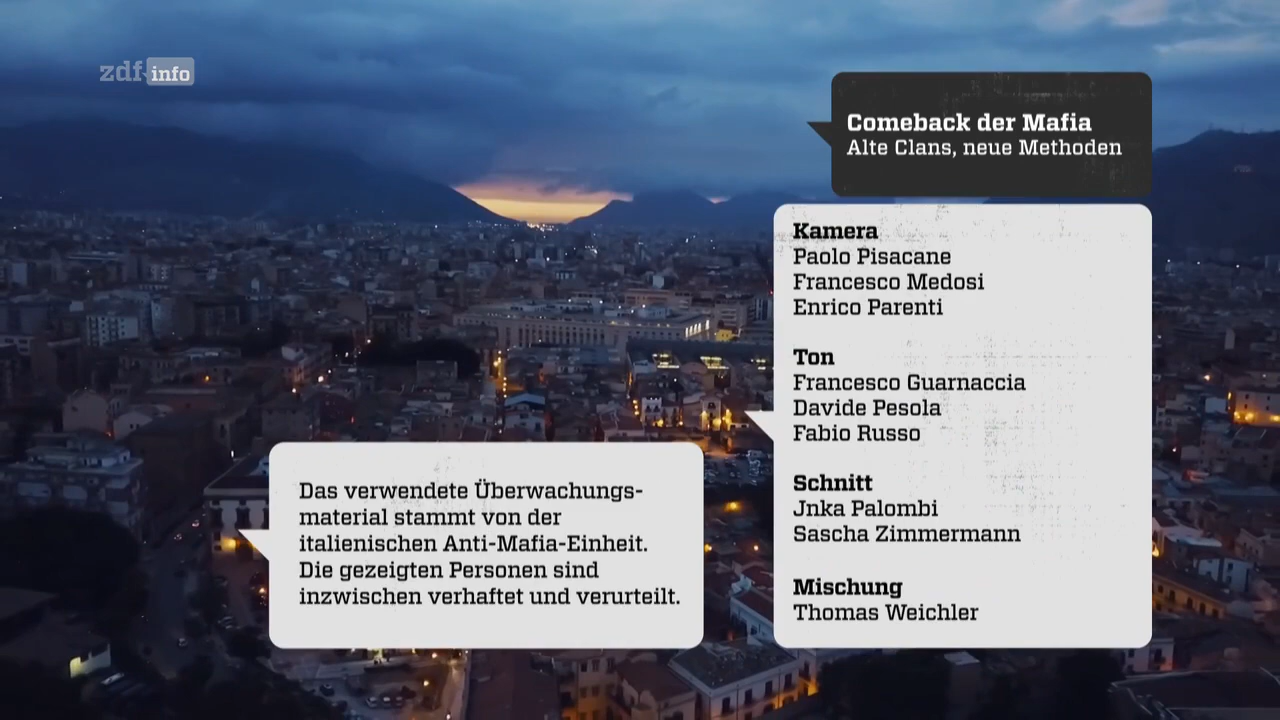 zdf info
Comeback der Mafia
Alte Clans, neue Methoden
Kamera
Paolo Pisacane
Francesco Medosi
Enrico Parenti
Ton
Francesco Guarnaccia
Davide Pesola
Fabio Russo
Schnitt
Jnka Palombi
Sascha Zimmermann
Mischung
Thomas Weichler
Das verwendete Überwachungs-
material stammt von der
italienischen Anti-Mafia-Einheit.
Die gezeigten Personen sind
inzwischen verhaftet und verurteilt.